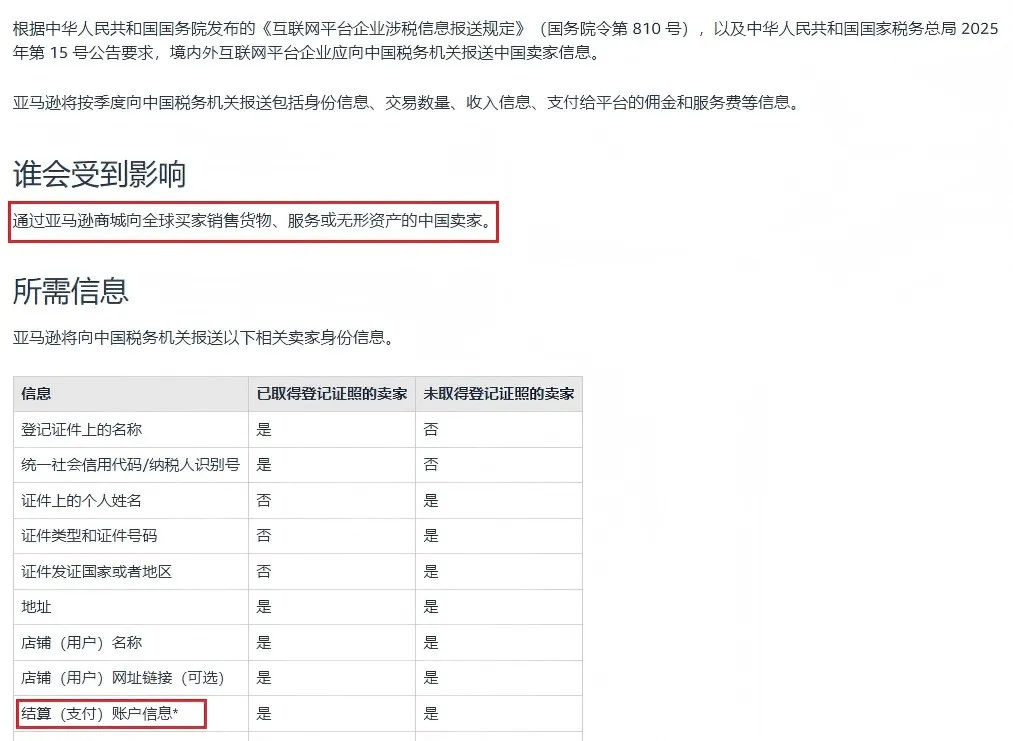 根据中华人民共和国国务院发布的《互联网平台企业涉税信息报送规定》（国务院令第 810 号），以及中华人民共和国国家税务总局 2025
年第 15 号公告要求，境内外互联网平台企业应向中国税务机关报送中国卖家信息。
亚马逊将按季度向中国税务机关报送包括身份信息、交易数量、收入信息、支付给平台的佣金和服务费等信息。
谁会受到影响
通过亚马逊商城向全球买家销售货物、服务或无形资产的中国卖家。
所需信息
亚马逊将向中国税务机关报送以下相关卖家身份信息。
信息 已取得登记证照的卖家 未取得登记证照的卖家
登记证件上的名称 是 否
统一社会信用代码/纳税人识别号 是 否
证件上的个人姓名 否 是
证件类型和证件号码 否 是
证件发证国家或者地区 否 是
地址 是 是
店铺（用户）名称 是 是
店铺（用户）网址链接（可选） 是 是
结算（支付）账户信息* 是 是